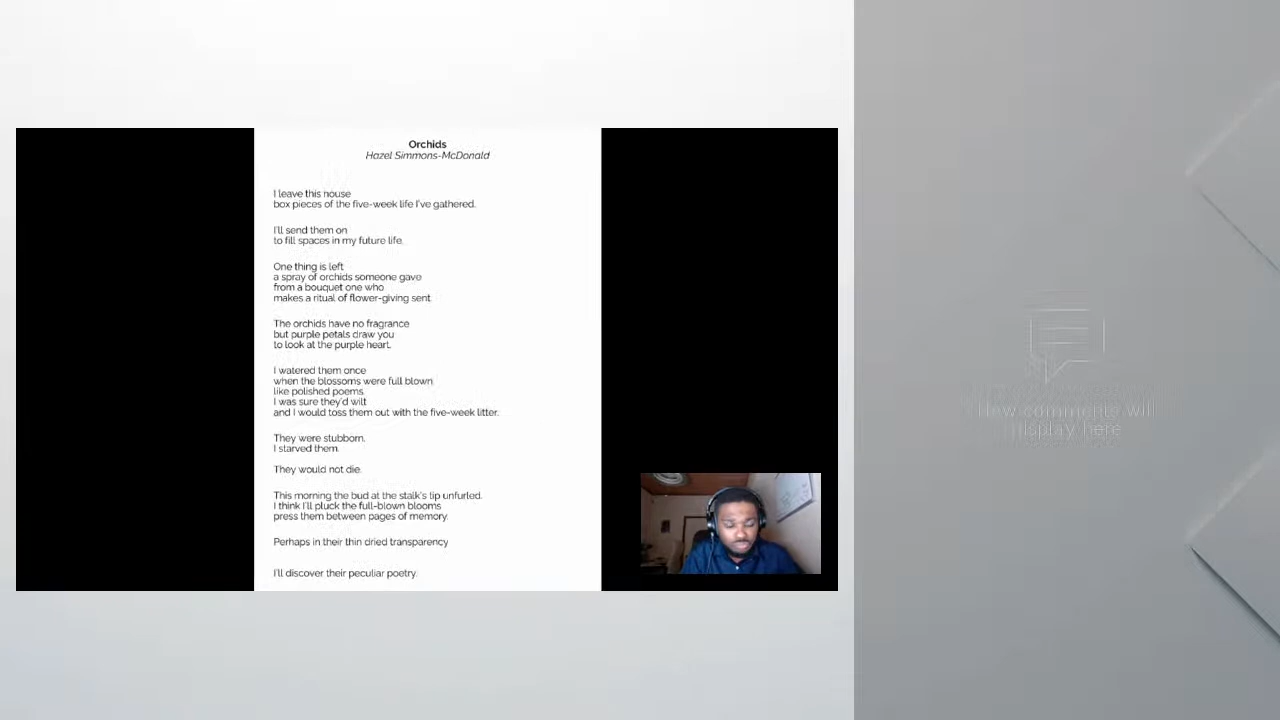 Orchids
Hazel Simmons-McDonald
I leave this house
box pieces of the five-week life I've gathered.
I'll send them on
to fill spaces in my future life.
One thing is left
a spray of orchids someone gave
from a bouquet one who
makes a ritual of flower-giving sent
The orchids have no fragrance
but purple petals draw you
to look at the purple heart.
I watered them once
when the blossoms were full blown
like polished poems
I was sure they'd wilt
and I would toss them out with the five-week litter.
They were stubborn.
I starved them.
They would not die.
This morning the bud at the stalk's tip unfurled.
I think I'll pluck the full-blown blooms
press them between pages of memory.
Perhaps in their thin dried transparency
I'll discover their peculiar poetry.
New comments will
display here